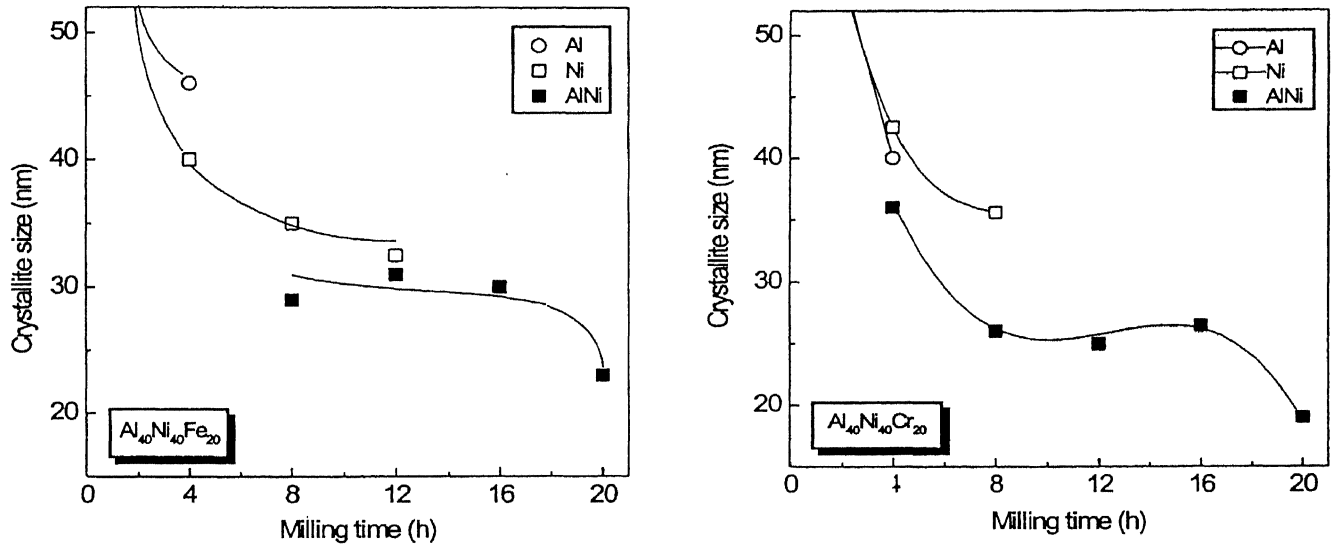 50
40
30
20
Crystallite size (nm)
Al
Ni
AlNi
Al₄₀Ni₄₀Fe₂₀
0 4 8 12 16 20
Milling time (h)
50
40
30
20
Crystallite size (nm)
Al
Ni
AlNi
Al₄₀Ni₄₀Cr₂₀
0 4 8 12 16 20
Milling time (h)